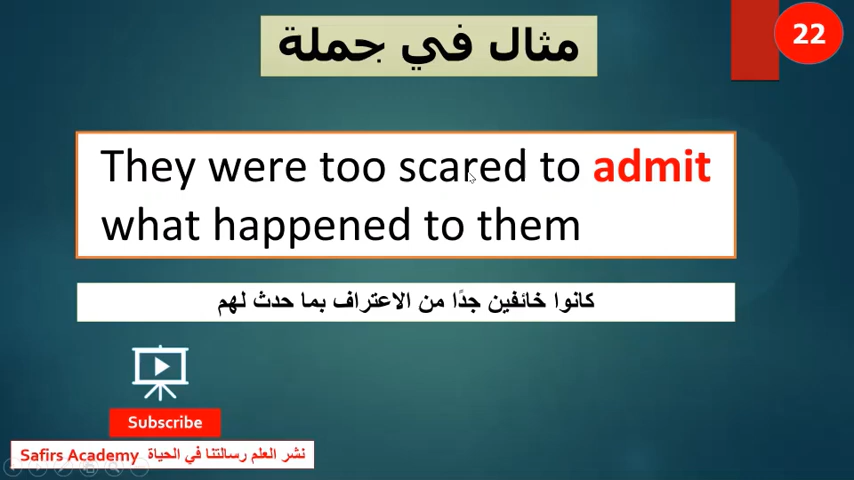 مثال في جملة
22
They were too scared to admit
what happened to them
كانوا خائفين جدًا من الاعتراف بما حدث لهم
Subscribe
Safirs Academy نشر العلم رسالتنا في الحياة